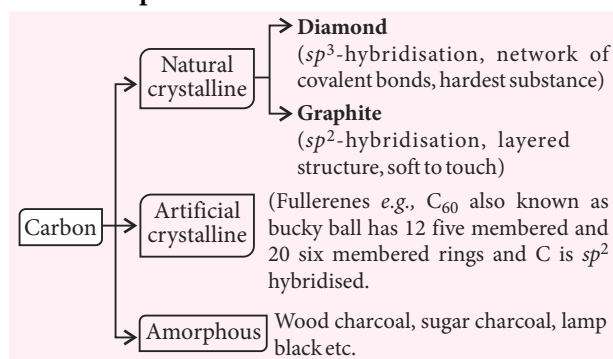 Diamond
(sp³-hybridisation, network of
covalent bonds, hardest substance)
Natural
crystalline
Graphite
(sp²-hybridisation, layered
structure, soft to touch)
Carbon
Artificial
crystalline
(Fullerenes e.g., C₆₀ also known as
bucky ball has 12 five membered and
20 six membered rings and C is sp²
hybridised.
Amorphous
Wood charcoal, sugar charcoal, lamp
black etc.